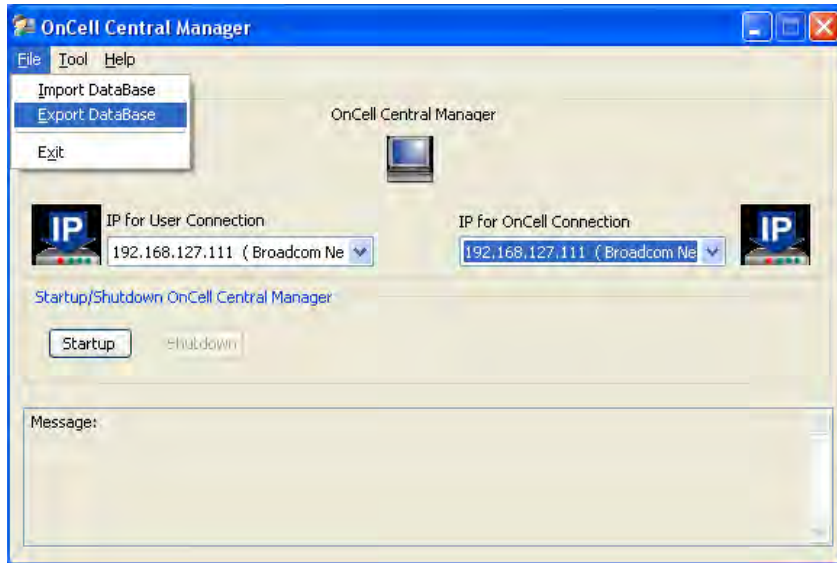 OnCell Central Manager
File Tool Help
Import DataBase
Export DataBase
Exit
OnCell Central Manager
IP IP for User Connection
192.168.127.111 ( Broadcom Ne
IP for OnCell Connection IP
192.168.127.111 ( Broadcom Ne
Startup/Shutdown OnCell Central Manager
Startup Shutdown
Message: